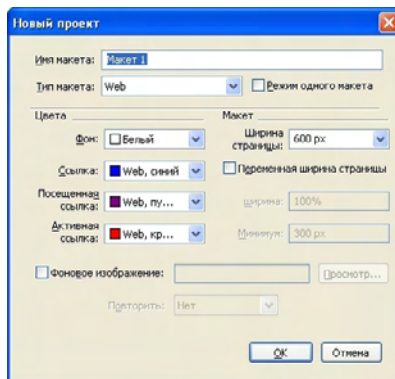 Новый проект
Имя макета: Макет 1
Тип макета: Web Режим одного макета
Цвета Макет
Фон: Белый Ширина страницы: 600 px
Ссылка: Web, синий Переменная ширина страницы
Посещенная ссылка: Web, пу... Ширина: 100%
Активная ссылка: Web, кр... Минимум: 300 px
Фоновое изображение: Просмотр...
Повторить: Нет
OK Отмена